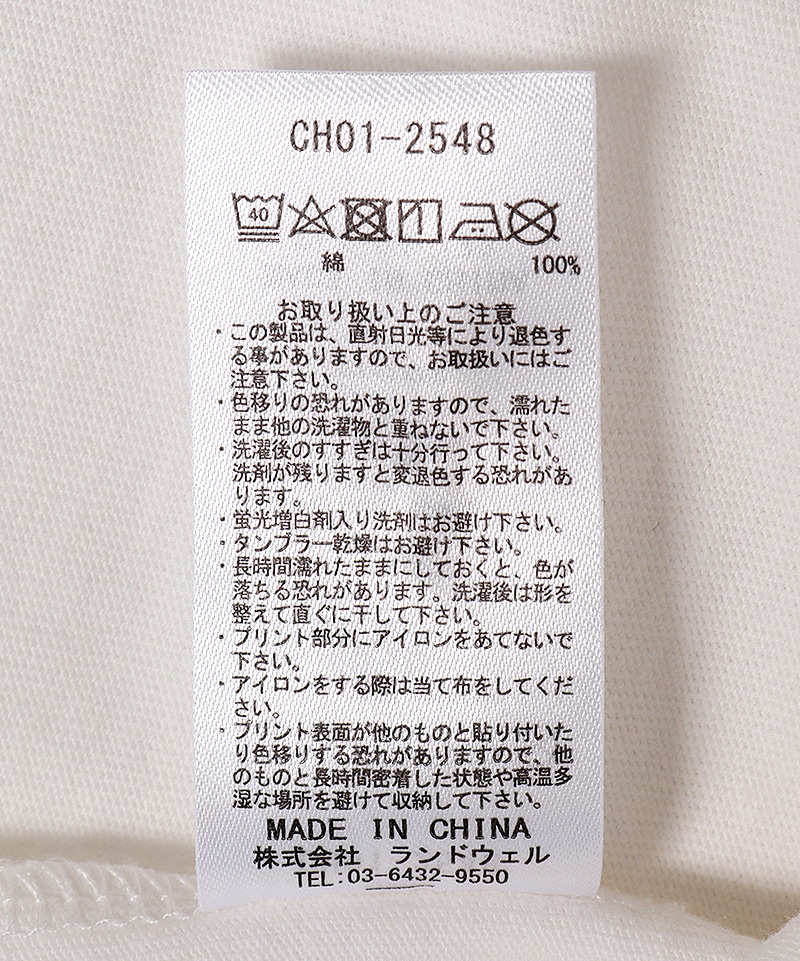 CH01-2548
40
綿 100%
お取り扱い上のご注意
・この製品は、直射日光等により退色す
る事がありますので、お取扱いにはご
注意下さい。
・色移りの恐れがありますので、濡れた
まま他の洗濯物と重ねないで下さい。
・洗濯後のすすぎは十分行って下さい。
洗剤が残りますと変退色する恐れがあ
ります。
・蛍光増白剤入り洗剤はお避け下さい。
・タンブラー乾燥はお避け下さい。
・長時間濡れたままにしておくと、色が
落ちる恐れがあります。洗濯後は形を
整えて直ぐに干して下さい。
・プリント部分にアイロンをあてないで
下さい。
・アイロンをする際は当て布をしてくだ
さい。
・プリント表面が他のものと貼り付いた
り色移りする恐れがありますので、他
のものと長時間密着した状態や高温多
湿な場所を避けて収納して下さい。
MADE IN CHINA
株式会社 ランドウェル
TEL:03-6432-9550